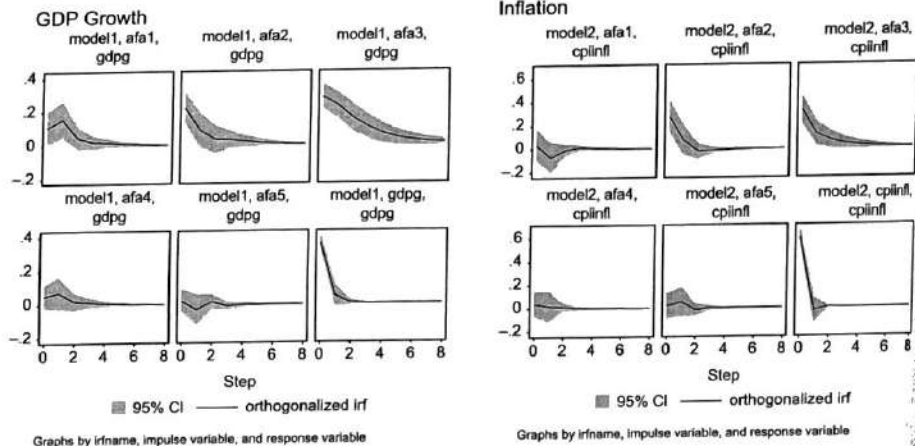 GDP Growth
model1, afa1, gdpg
model1, afa2, gdpg
model1, afa3, gdpg
.4
.2
0
-.2
model1, afa4, gdpg
model1, afa5, gdpg
model1, gdpg, gdpg
.4
.2
0
-.2
0 2 4 6 8
0 2 4 6 8
0 2 4 6 8
Step
95% CI orthogonalized irf
Graphs by irfname, impulse variable, and response variable
Inflation
model2, afa1, cpiinfl
model2, afa2, cpiinfl
model2, afa3, cpiinfl
.6
.4
.2
0
-.2
model2, afa4, cpiinfl
model2, afa5, cpiinfl
model2, cpiinfl, cpiinfl
.6
.4
.2
0
-.2
0 2 4 6 8
0 2 4 6 8
0 2 4 6 8
Step
95% CI orthogonalized irf
Graphs by irfname, impulse variable, and response variable